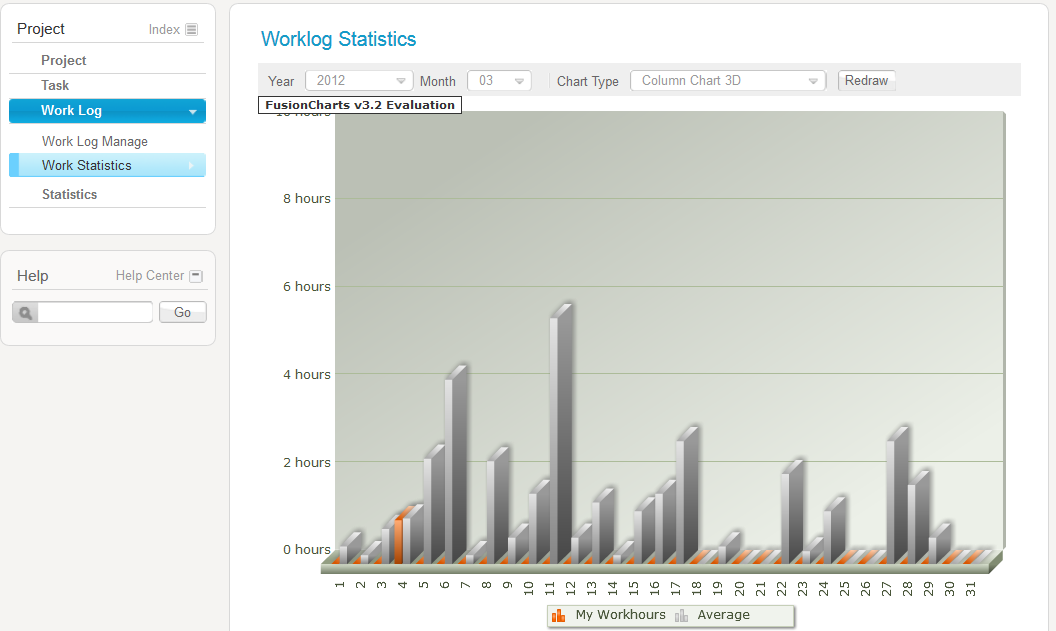 Project
Index
Project
Task
Work Log
Work Log Manage
Work Statistics
Statistics
Help
Help Center
Go
Worklog Statistics
Year 2012 Month 03 Chart Type Column Chart 3D Redraw
FusionCharts v3.2 Evaluation
10 hours
8 hours
6 hours
4 hours
2 hours
0 hours
1 2 3 4 5 6 7 8 9 10 11 12 13 14 15 16 17 18 19 20 21 22 23 24 25 26 27 28 29 30 31
My Workhours Average